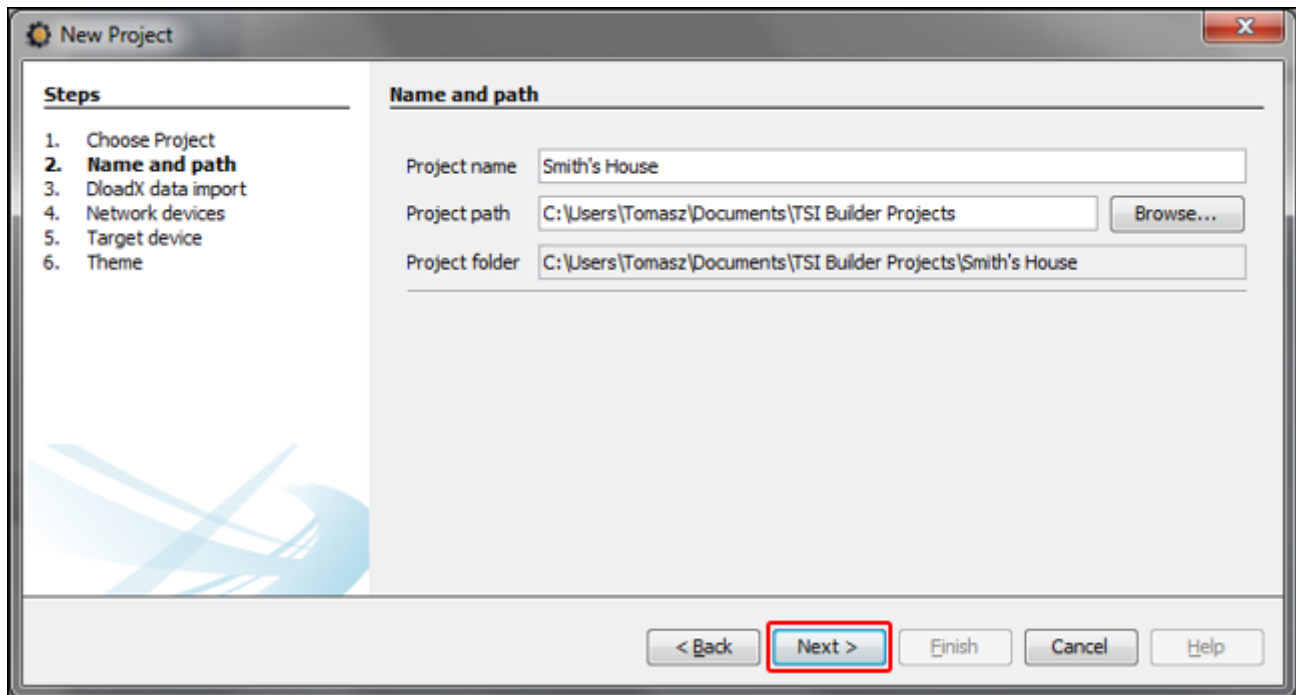 New Project
Steps
1. Choose Project
2. Name and path
3. DloadX data import
4. Network devices
5. Target device
6. Theme
Name and path
Project name Smith's House
Project path C:\Users\Tomasz\Documents\TSI Builder Projects Browse...
Project folder C:\Users\Tomasz\Documents\TSI Builder Projects\Smith's House
< Back Next > Finish Cancel Help